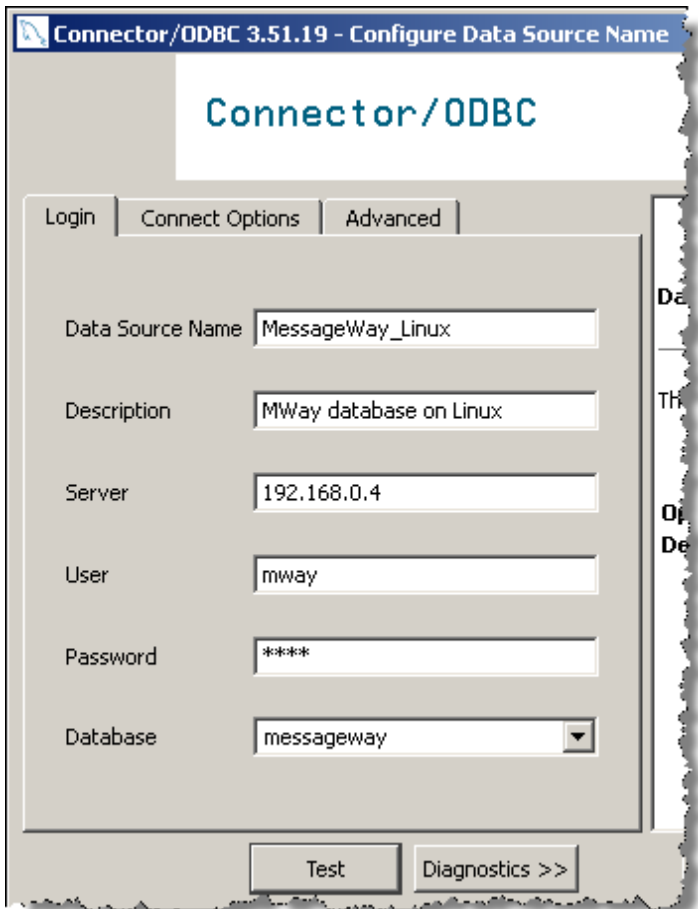 Connector/ODBC 3.51.19 - Configure Data Source Name
Connector/ODBC
Login
Connect Options
Advanced
Data Source Name
MessageWay_Linux
Description
MWay database on Linux
Server
192.168.0.4
User
mway
Password
****
Database
messageway
Test
Diagnostics >>